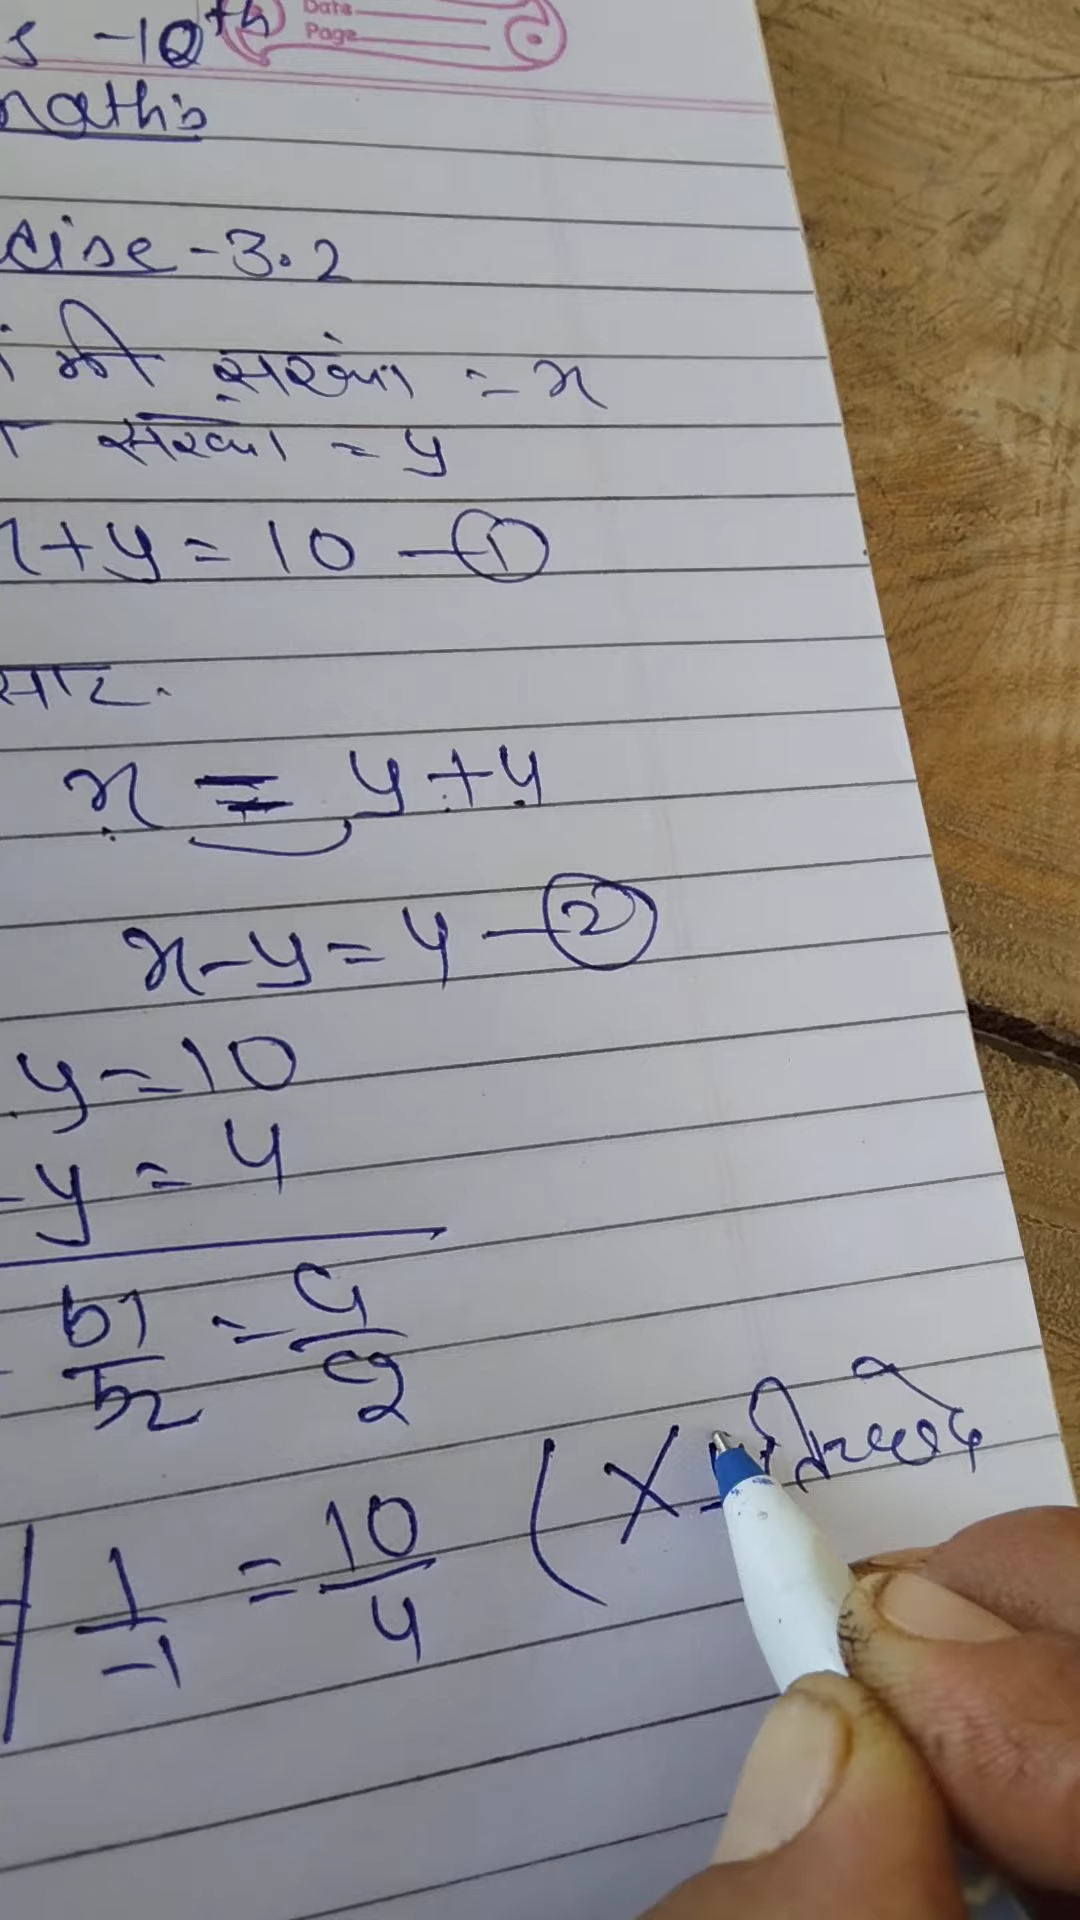 s -10th
Date
Page
maths
cise - 3.2
की संख्या = x
संख्या = y
x+y = 10 - ①
सार
x = y+4
x-y = 4 - ②
y = 10
-y = 4
b1/b2 = c1/c2
≠ 1/-1 = 10/4 ( X